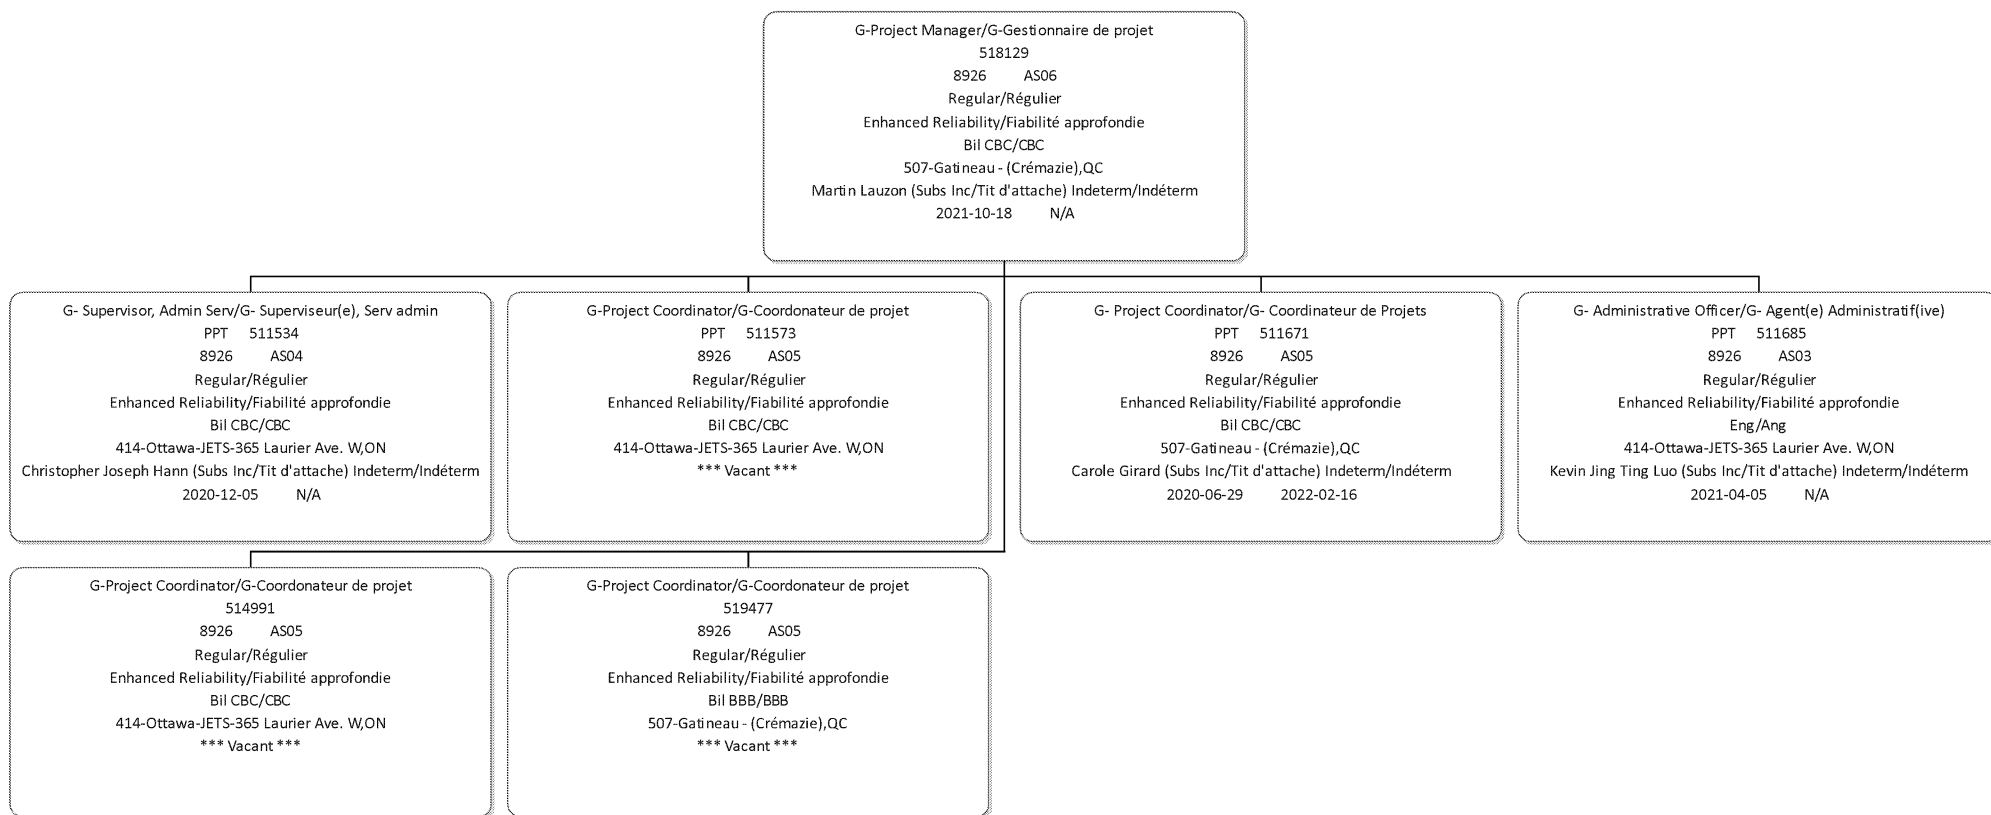 G-Project Manager/G-Gestionnaire de projet
518129
8926 AS06
Regular/Régulier
Enhanced Reliability/Fiabilité approfondie
Bil CBC/CBC
507-Gatineau - (Crémazie),QC
Martin Lauzon (Subs Inc/Tit d'attache) Indeterm/Indéterm
2021-10-18 N/A
G- Supervisor, Admin Serv/G- Superviseur(e), Serv admin
PPT 511534
8926 AS04
Regular/Régulier
Enhanced Reliability/Fiabilité approfondie
Bil CBC/CBC
414-Ottawa-JETS-365 Laurier Ave. W,ON
Christopher Joseph Hann (Subs Inc/Tit d'attache) Indeterm/Indéterm
2020-12-05 N/A
G-Project Coordinator/G-Coordonateur de projet
PPT 511573
8926 AS05
Regular/Régulier
Enhanced Reliability/Fiabilité approfondie
Bil CBC/CBC
414-Ottawa-JETS-365 Laurier Ave. W,ON
*** Vacant ***
G- Project Coordinator/G- Coordinateur de Projets
PPT 511671
8926 AS05
Regular/Régulier
Enhanced Reliability/Fiabilité approfondie
Bil CBC/CBC
507-Gatineau - (Crémazie),QC
Carole Girard (Subs Inc/Tit d'attache) Indeterm/Indéterm
2020-06-29 2022-02-16
G- Administrative Officer/G- Agent(e) Administratif(ive)
PPT 511685
8926 AS03
Regular/Régulier
Enhanced Reliability/Fiabilité approfondie
Eng/Ang
414-Ottawa-JETS-365 Laurier Ave. W,ON
Kevin Jing Ting Luo (Subs Inc/Tit d'attache) Indeterm/Indéterm
2021-04-05 N/A
G-Project Coordinator/G-Coordonateur de projet
514991
8926 AS05
Regular/Régulier
Enhanced Reliability/Fiabilité approfondie
Bil CBC/CBC
414-Ottawa-JETS-365 Laurier Ave. W,ON
*** Vacant ***
G-Project Coordinator/G-Coordonateur de projet
519477
8926 AS05
Regular/Régulier
Enhanced Reliability/Fiabilité approfondie
Bil BBB/BBB
507-Gatineau - (Crémazie),QC
*** Vacant ***